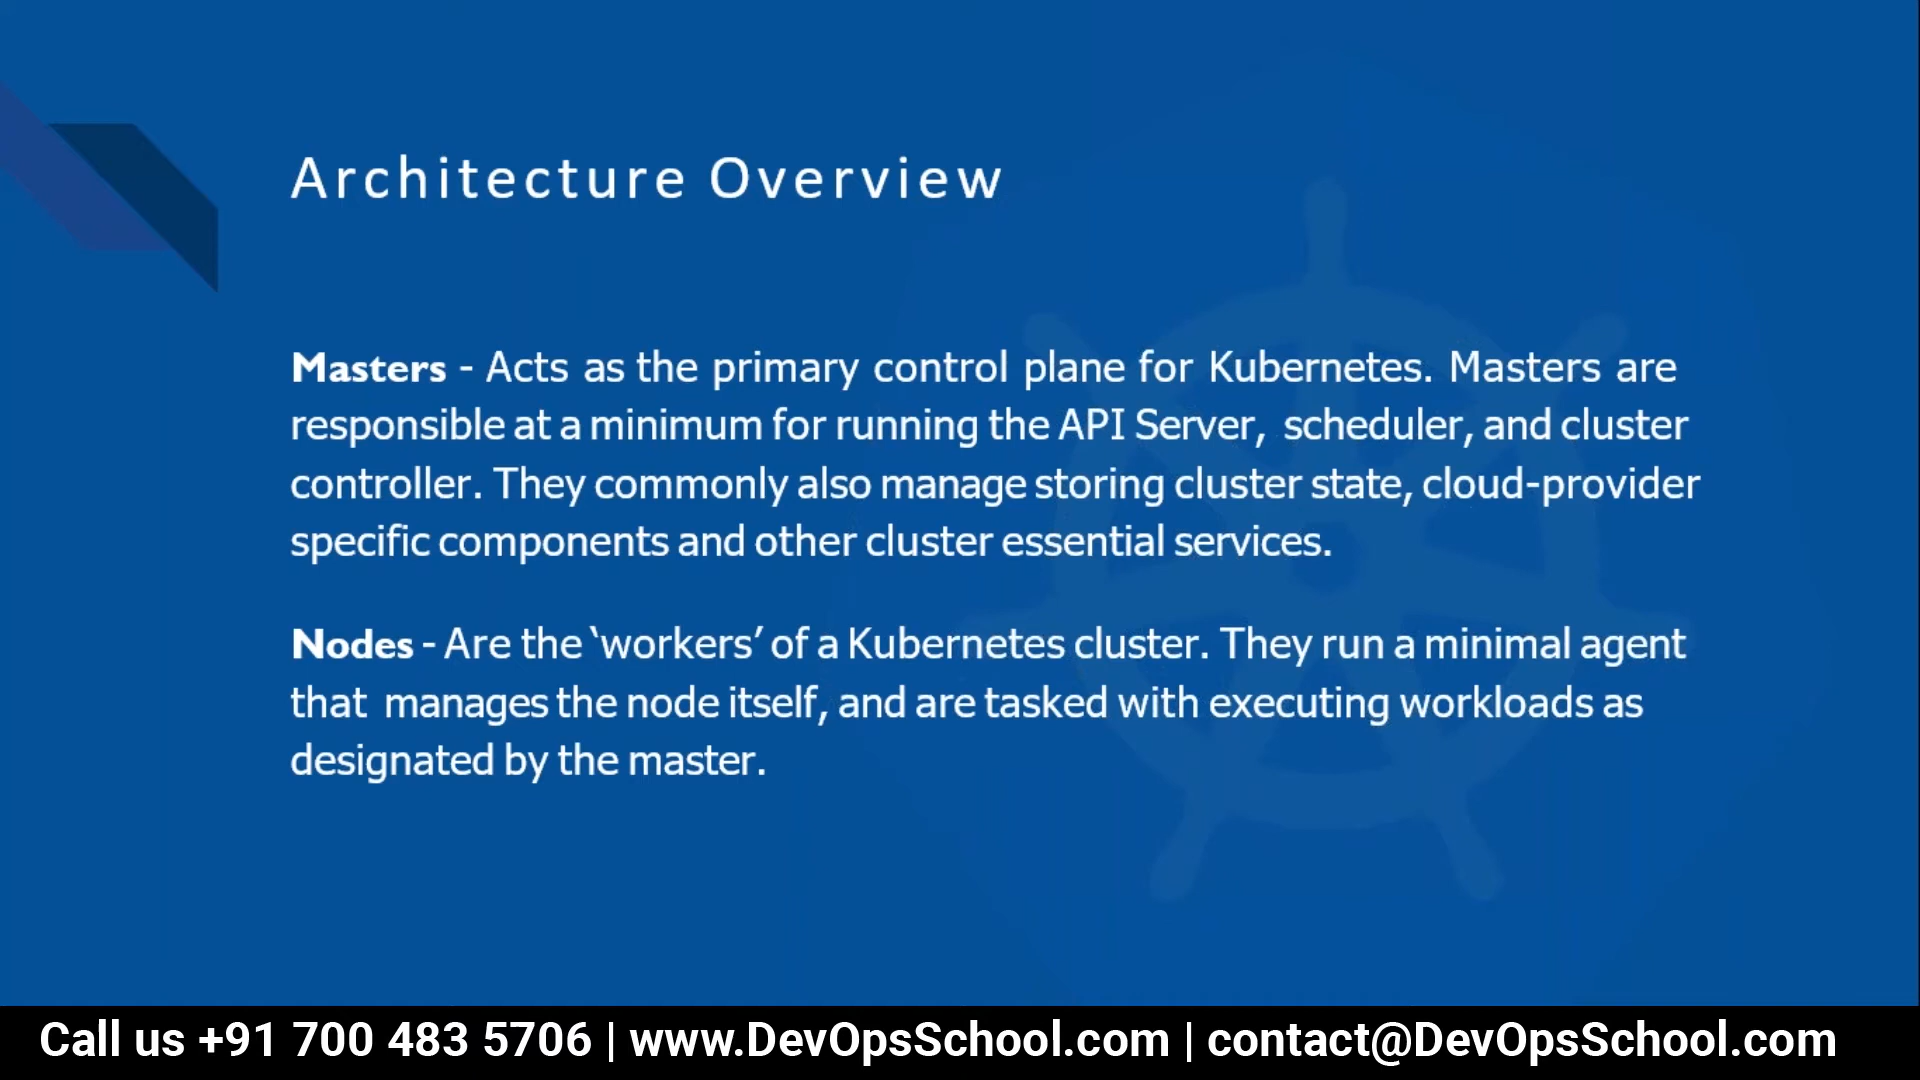 Architecture Overview
Masters - Acts as the primary control plane for Kubernetes. Masters are
responsible at a minimum for running the API Server, scheduler, and cluster
controller. They commonly also manage storing cluster state, cloud-provider
specific components and other cluster essential services.
Nodes - Are the ‘workers’ of a Kubernetes cluster. They run a minimal agent
that manages the node itself, and are tasked with executing workloads as
designated by the master.
Call us +91 700 483 5706 | www.DevOpsSchool.com | contact@DevOpsSchool.com